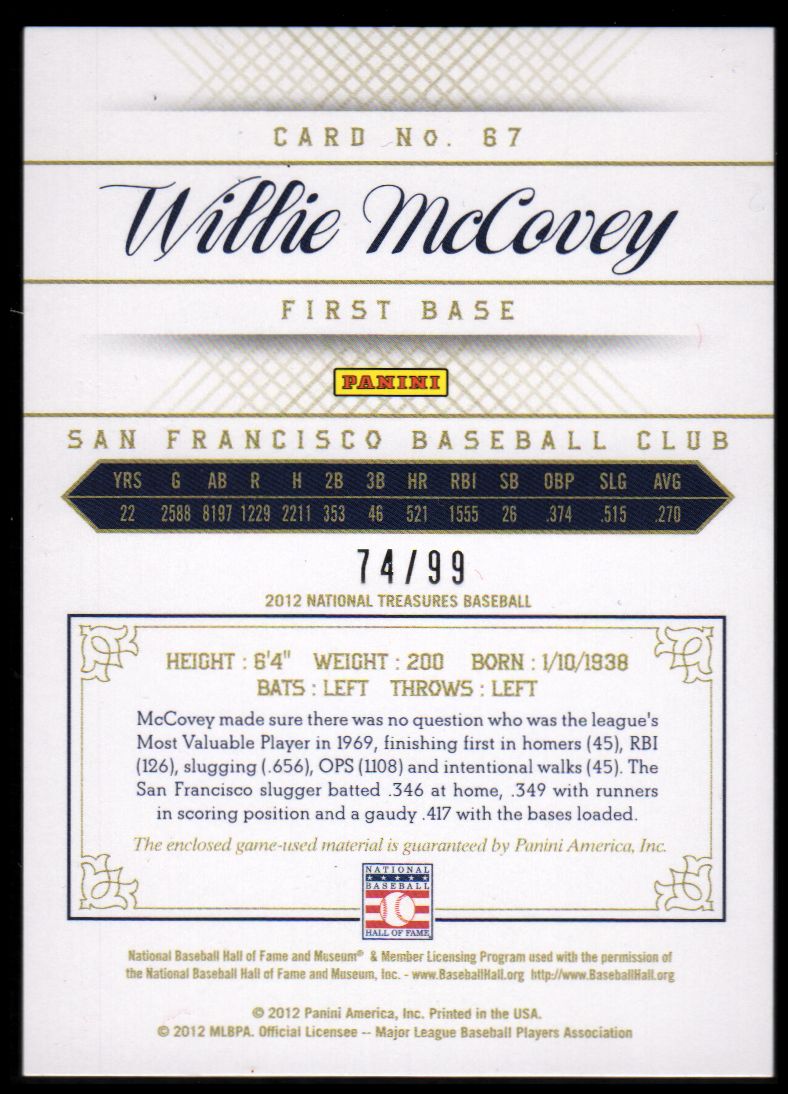 CARD No. 67
Willie McCovey
FIRST BASE
PANINI
SAN FRANCISCO BASEBALL CLUB
YRS G AB R H 2B 3B HR RBI SB OBP SLG AVG
22 2588 8197 1229 2211 353 46 521 1555 26 .374 .515 .270
74/99
2012 NATIONAL TREASURES BASEBALL
HEIGHT : 6'4" WEIGHT : 200 BORN : 1/10/1938
BATS : LEFT THROWS : LEFT
McCovey made sure there was no question who was the league's
Most Valuable Player in 1969, finishing first in homers (45), RBI
(126), slugging (.656), OPS (1108) and intentional walks (45). The
San Francisco slugger batted .346 at home, .349 with runners
in scoring position and a gaudy .417 with the bases loaded.
The enclosed game-used material is guaranteed by Panini America, Inc.
NATIONAL
BASEBALL
HALL OF FAME
National Baseball Hall of Fame and Museum® & Member Licensing Program used with the permission of
the National Baseball Hall of Fame and Museum, Inc. - www.BaseballHall.org http://www.BaseballHall.org
© 2012 Panini America, Inc. Printed in the USA.
© 2012 MLBPA. Official Licensee -- Major League Baseball Players Association